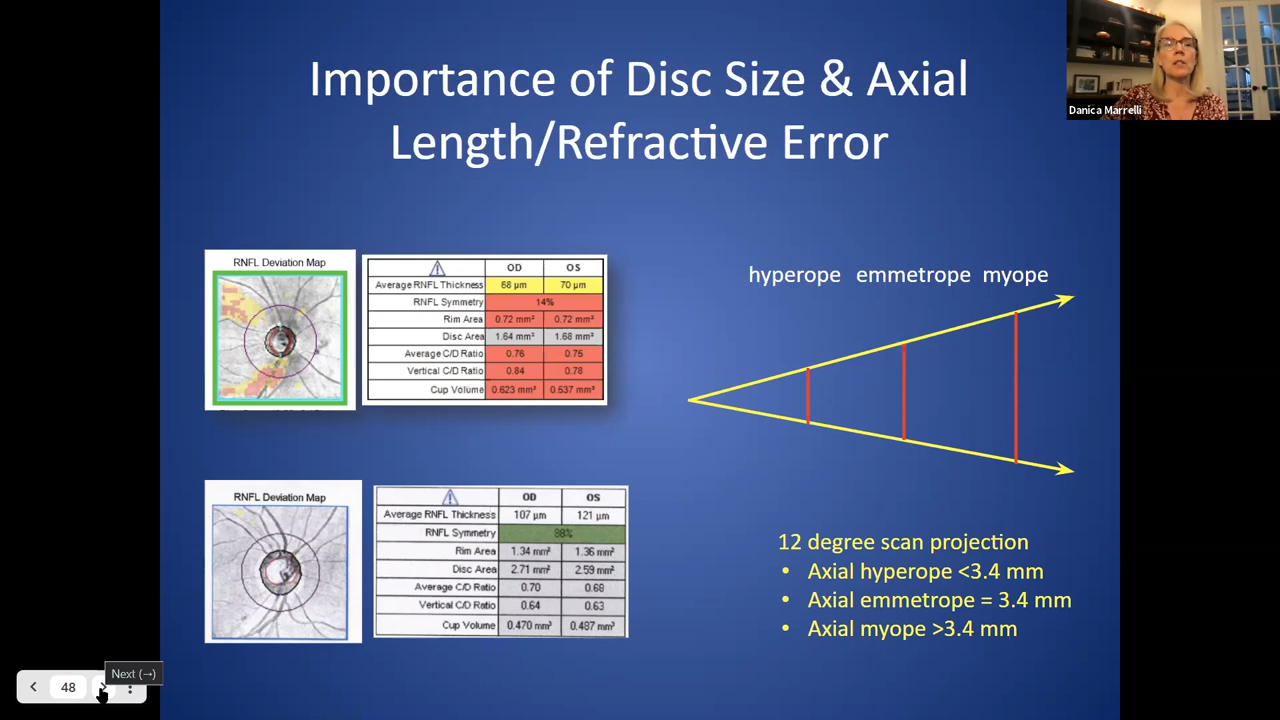 Importance of Disc Size & Axial
Length/Refractive Error
Danica Marrelli
RNFL Deviation Map
OD OS
Average RNFL Thickness 68 µm 70 µm
RNFL Symmetry 14%
Rim Area 0.72 mm² 0.72 mm²
Disc Area 1.64 mm² 1.68 mm²
Average C/D Ratio 0.76 0.75
Vertical C/D Ratio 0.84 0.78
Cup Volume 0.623 mm³ 0.537 mm³
hyperope emmetrope myope
RNFL Deviation Map
OD OS
Average RNFL Thickness 107 µm 121 µm
RNFL Symmetry 88%
Rim Area 1.34 mm² 1.36 mm²
Disc Area 2.71 mm² 2.59 mm²
Average C/D Ratio 0.70 0.68
Vertical C/D Ratio 0.64 0.63
Cup Volume 0.470 mm³ 0.487 mm³
12 degree scan projection
• Axial hyperope <3.4 mm
• Axial emmetrope = 3.4 mm
• Axial myope >3.4 mm
Next (→)
48